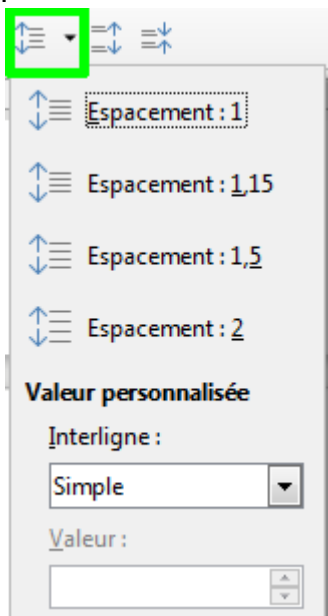 Espacement : 1
Espacement : 1,15
Espacement : 1,5
Espacement : 2
Valeur personnalisée
Interligne :
Simple
Valeur :